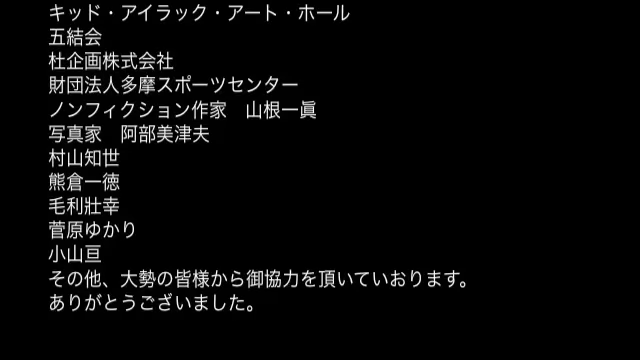 キッド・アイラック・アート・ホール
五結会
杜企画株式会社
財団法人多摩スポーツセンター
ノンフィクション作家　山根一眞
写真家　阿部美津夫
村山知世
熊倉一徳
毛利壯幸
菅原ゆかり
小山亘
その他、大勢の皆様から御協力を頂いていおります。
ありがとうございました。